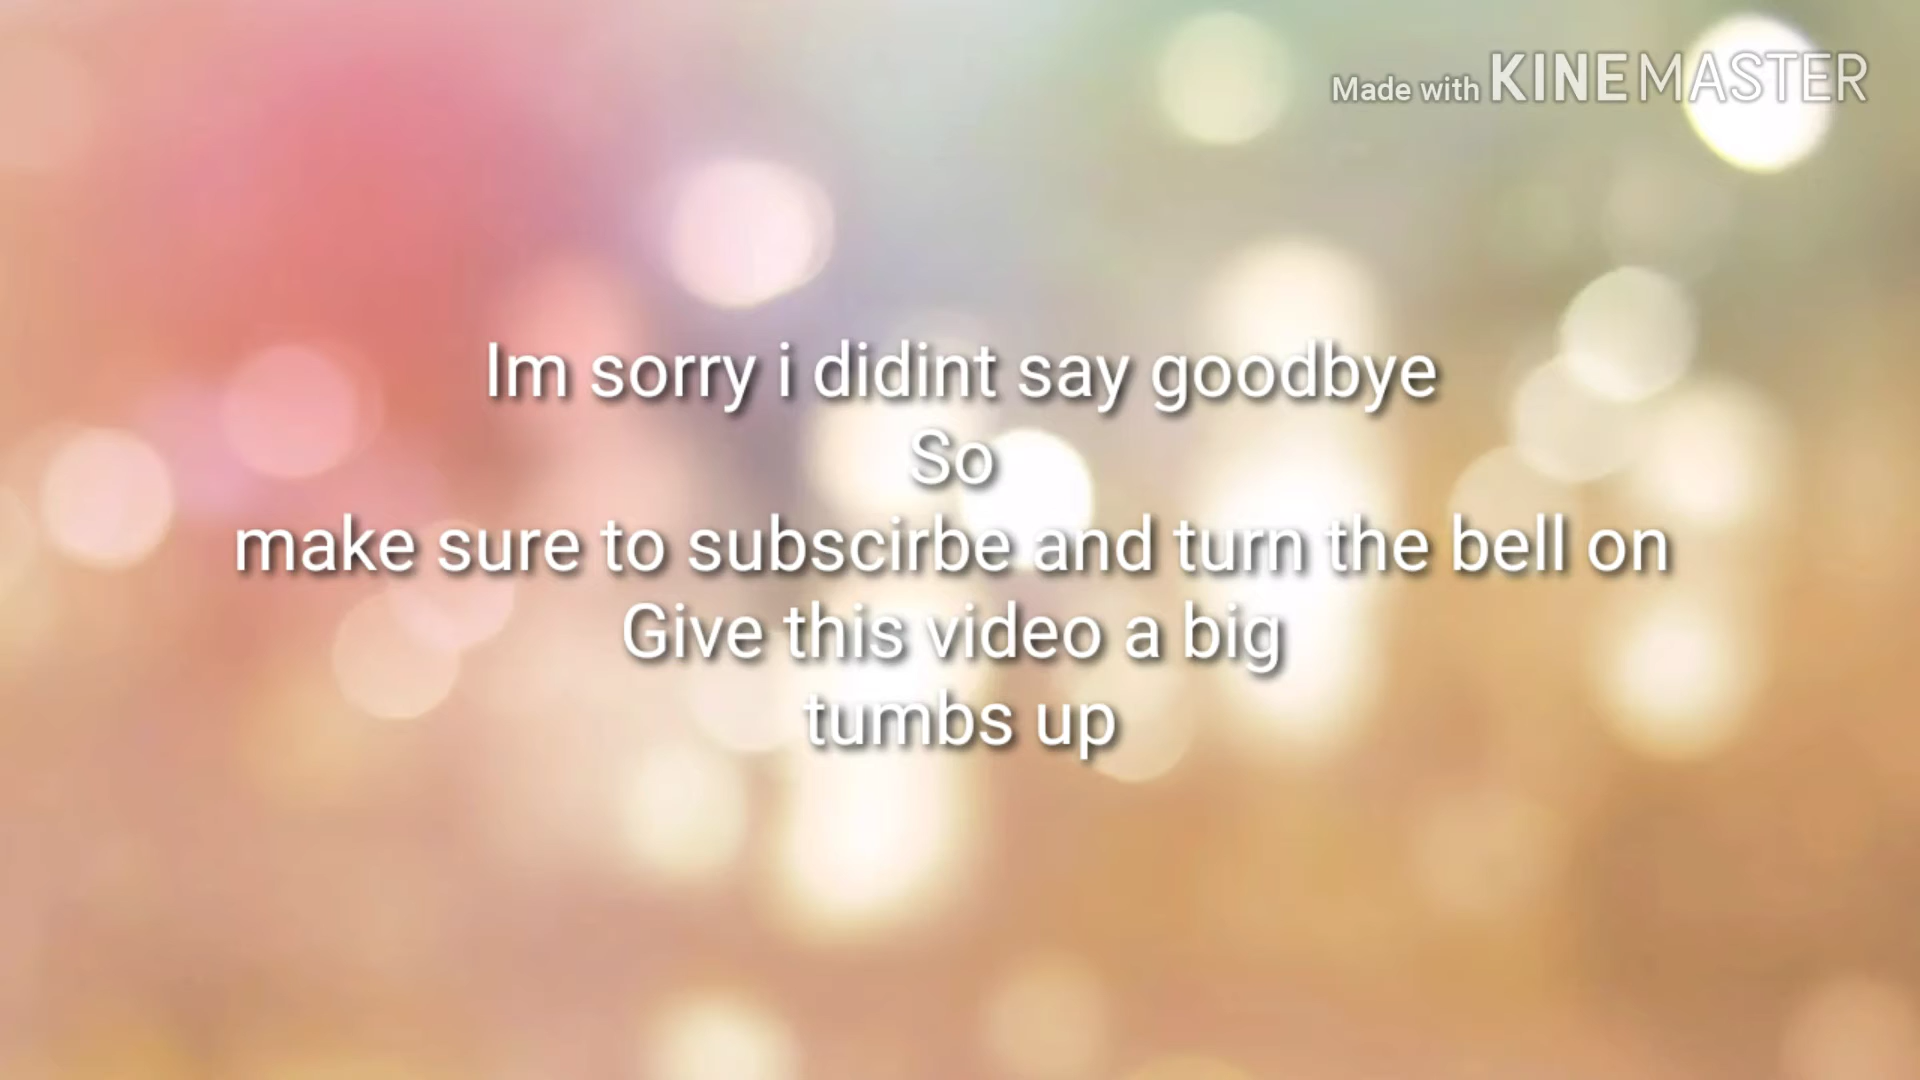 Made with KINEMASTER
Im sorry i didint say goodbye
So
make sure to subscirbe and turn the bell on
Give this video a big
tumbs up